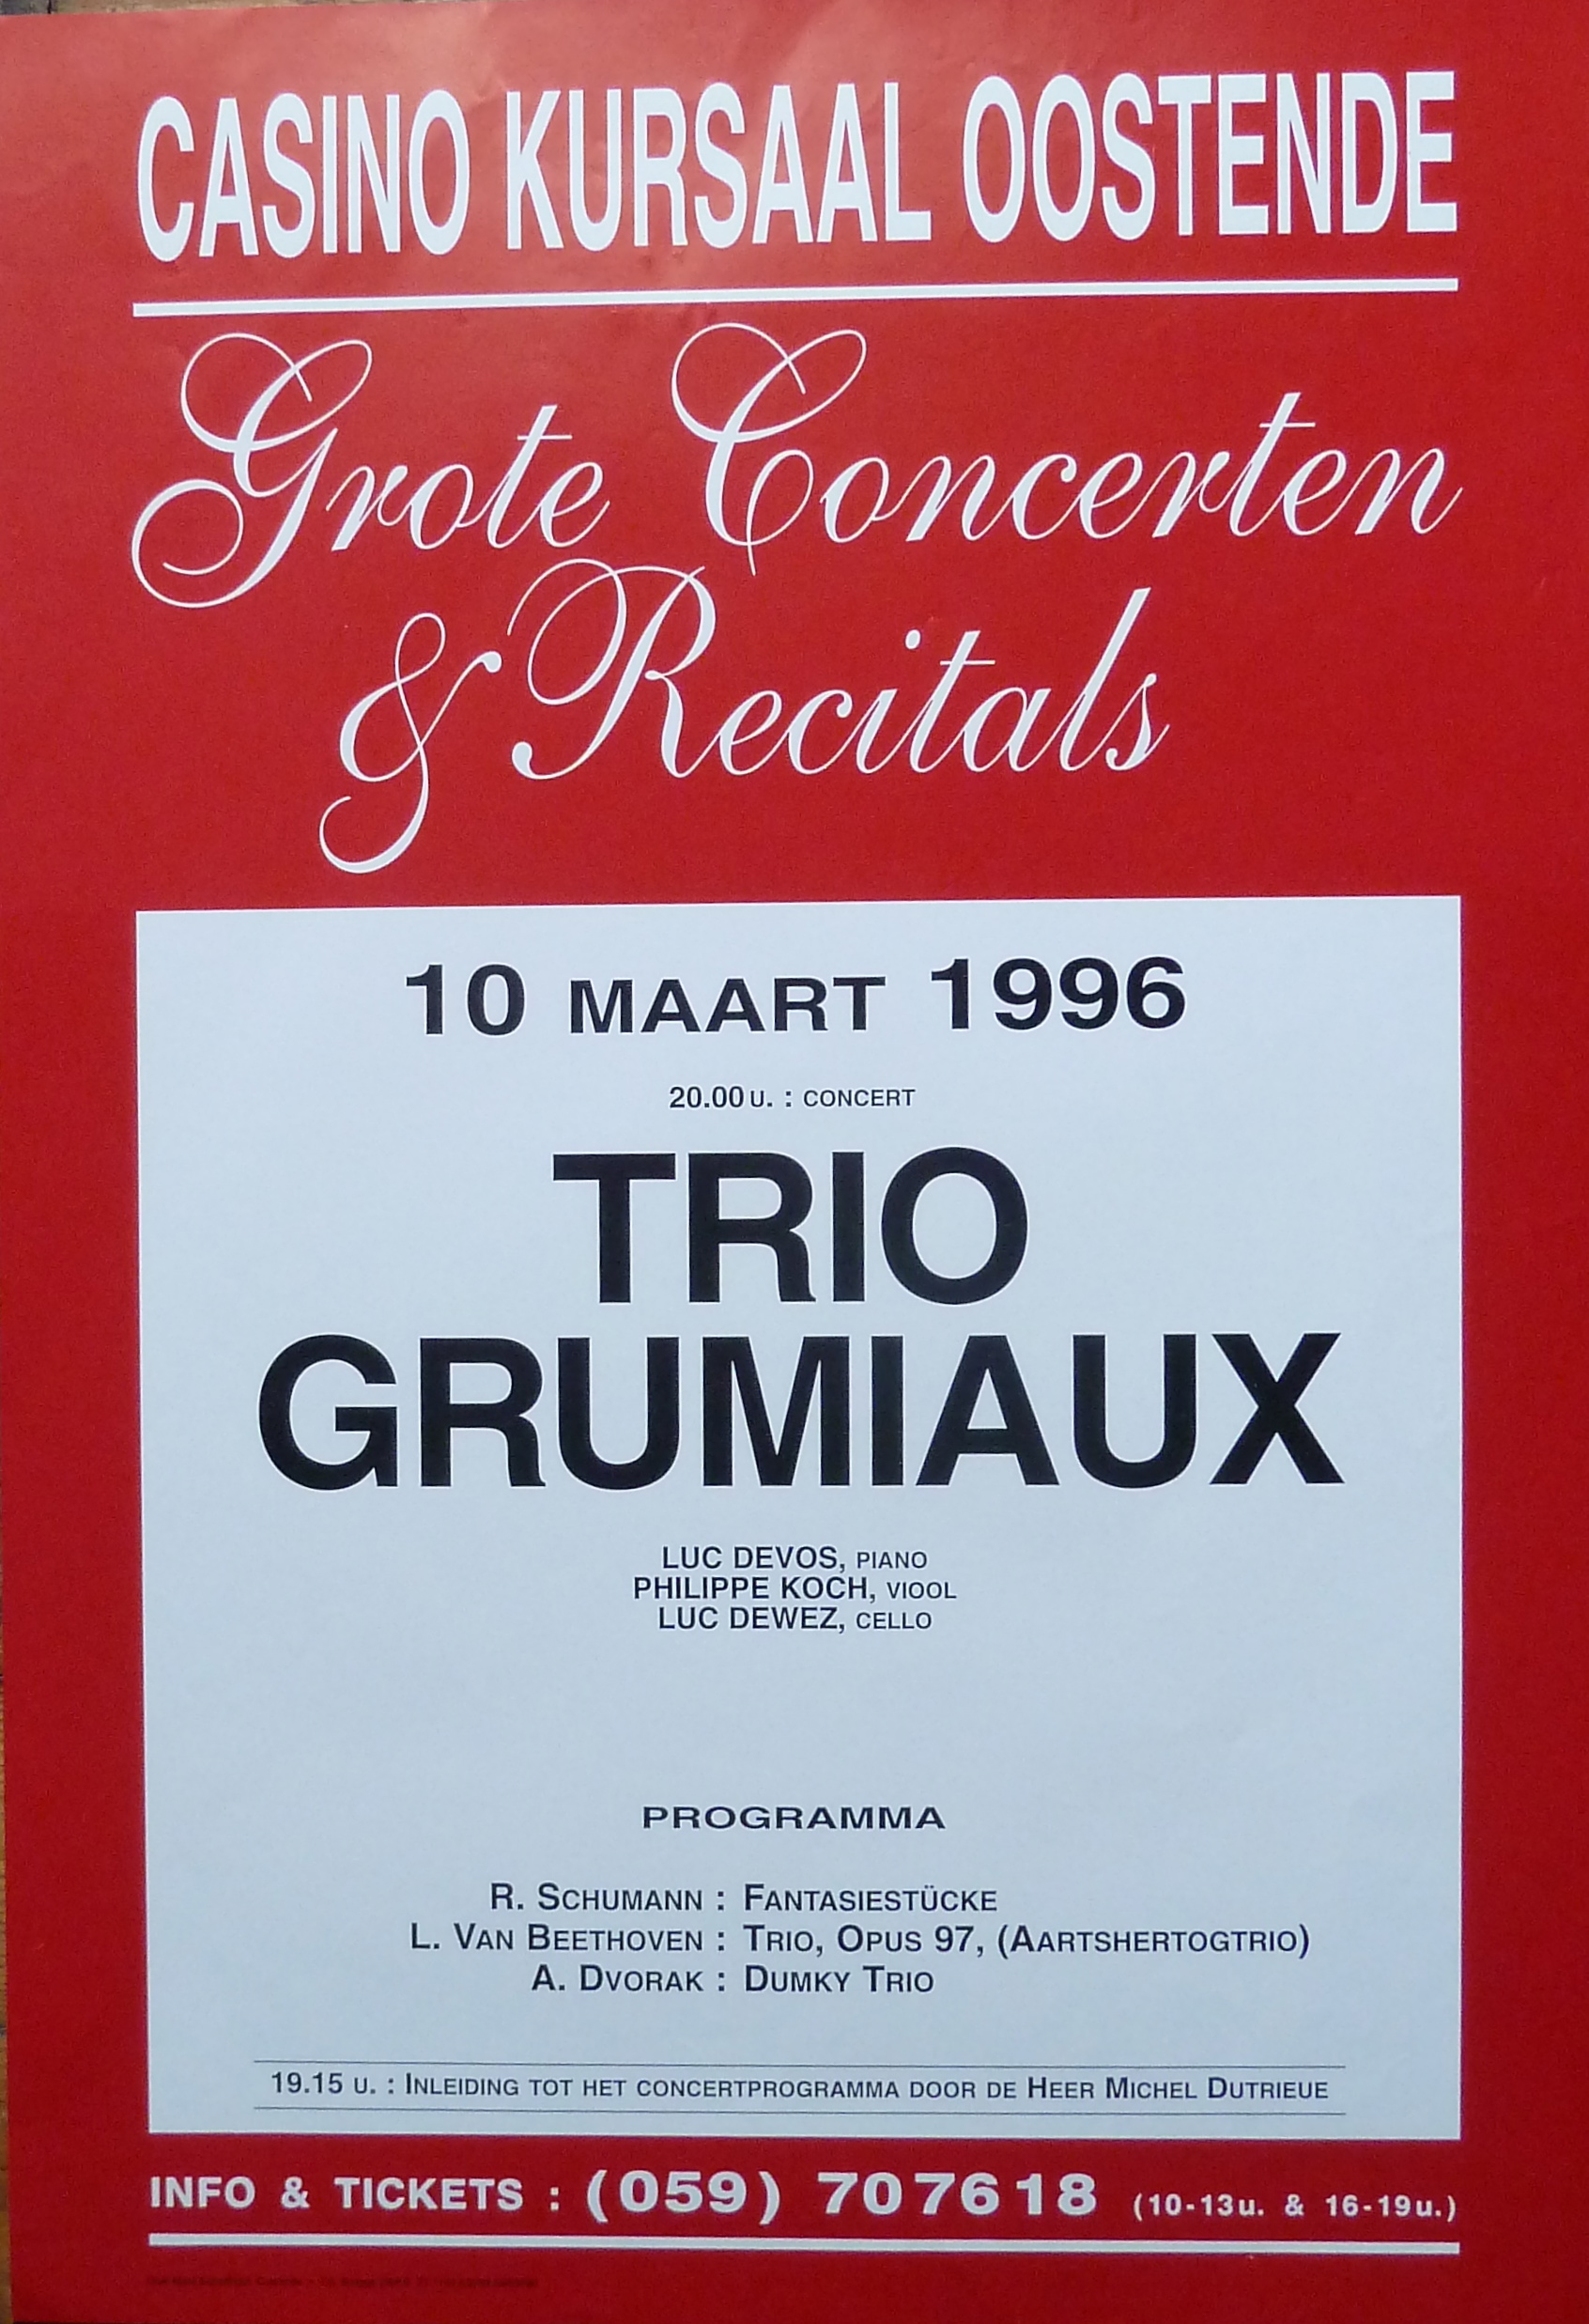 CASINO KURSAAL OOSTENDE
Grote Concerten
& Recitals
10 MAART 1996
20.00 U. : CONCERT
TRIO
GRUMIAUX
LUC DEVOS, PIANO
PHILIPPE KOCH, VIOOL
LUC DEWEZ, CELLO
PROGRAMMA
R. SCHUMANN : FANTASIESTÜCKE
L. VAN BEETHOVEN : TRIO, OPUS 97, (AARTSHERTOGTRIO)
A. DVORAK : DUMKY TRIO
19.15 U. : INLEIDING TOT HET CONCERTPROGRAMMA DOOR DE HEER MICHEL DUTRIEUE
INFO & TICKETS : (059) 707618 (10-13u. & 16-19u.)